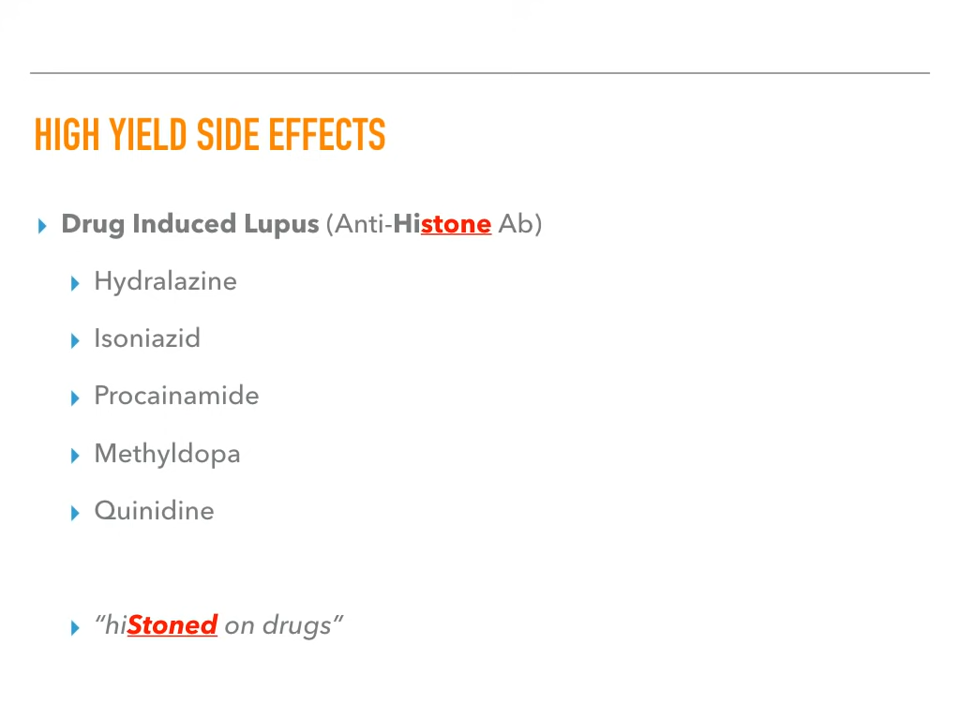 HIGH YIELD SIDE EFFECTS
Drug Induced Lupus (Anti-Histone Ab)
Hydralazine
Isoniazid
Procainamide
Methyldopa
Quinidine
“hiStoned on drugs”